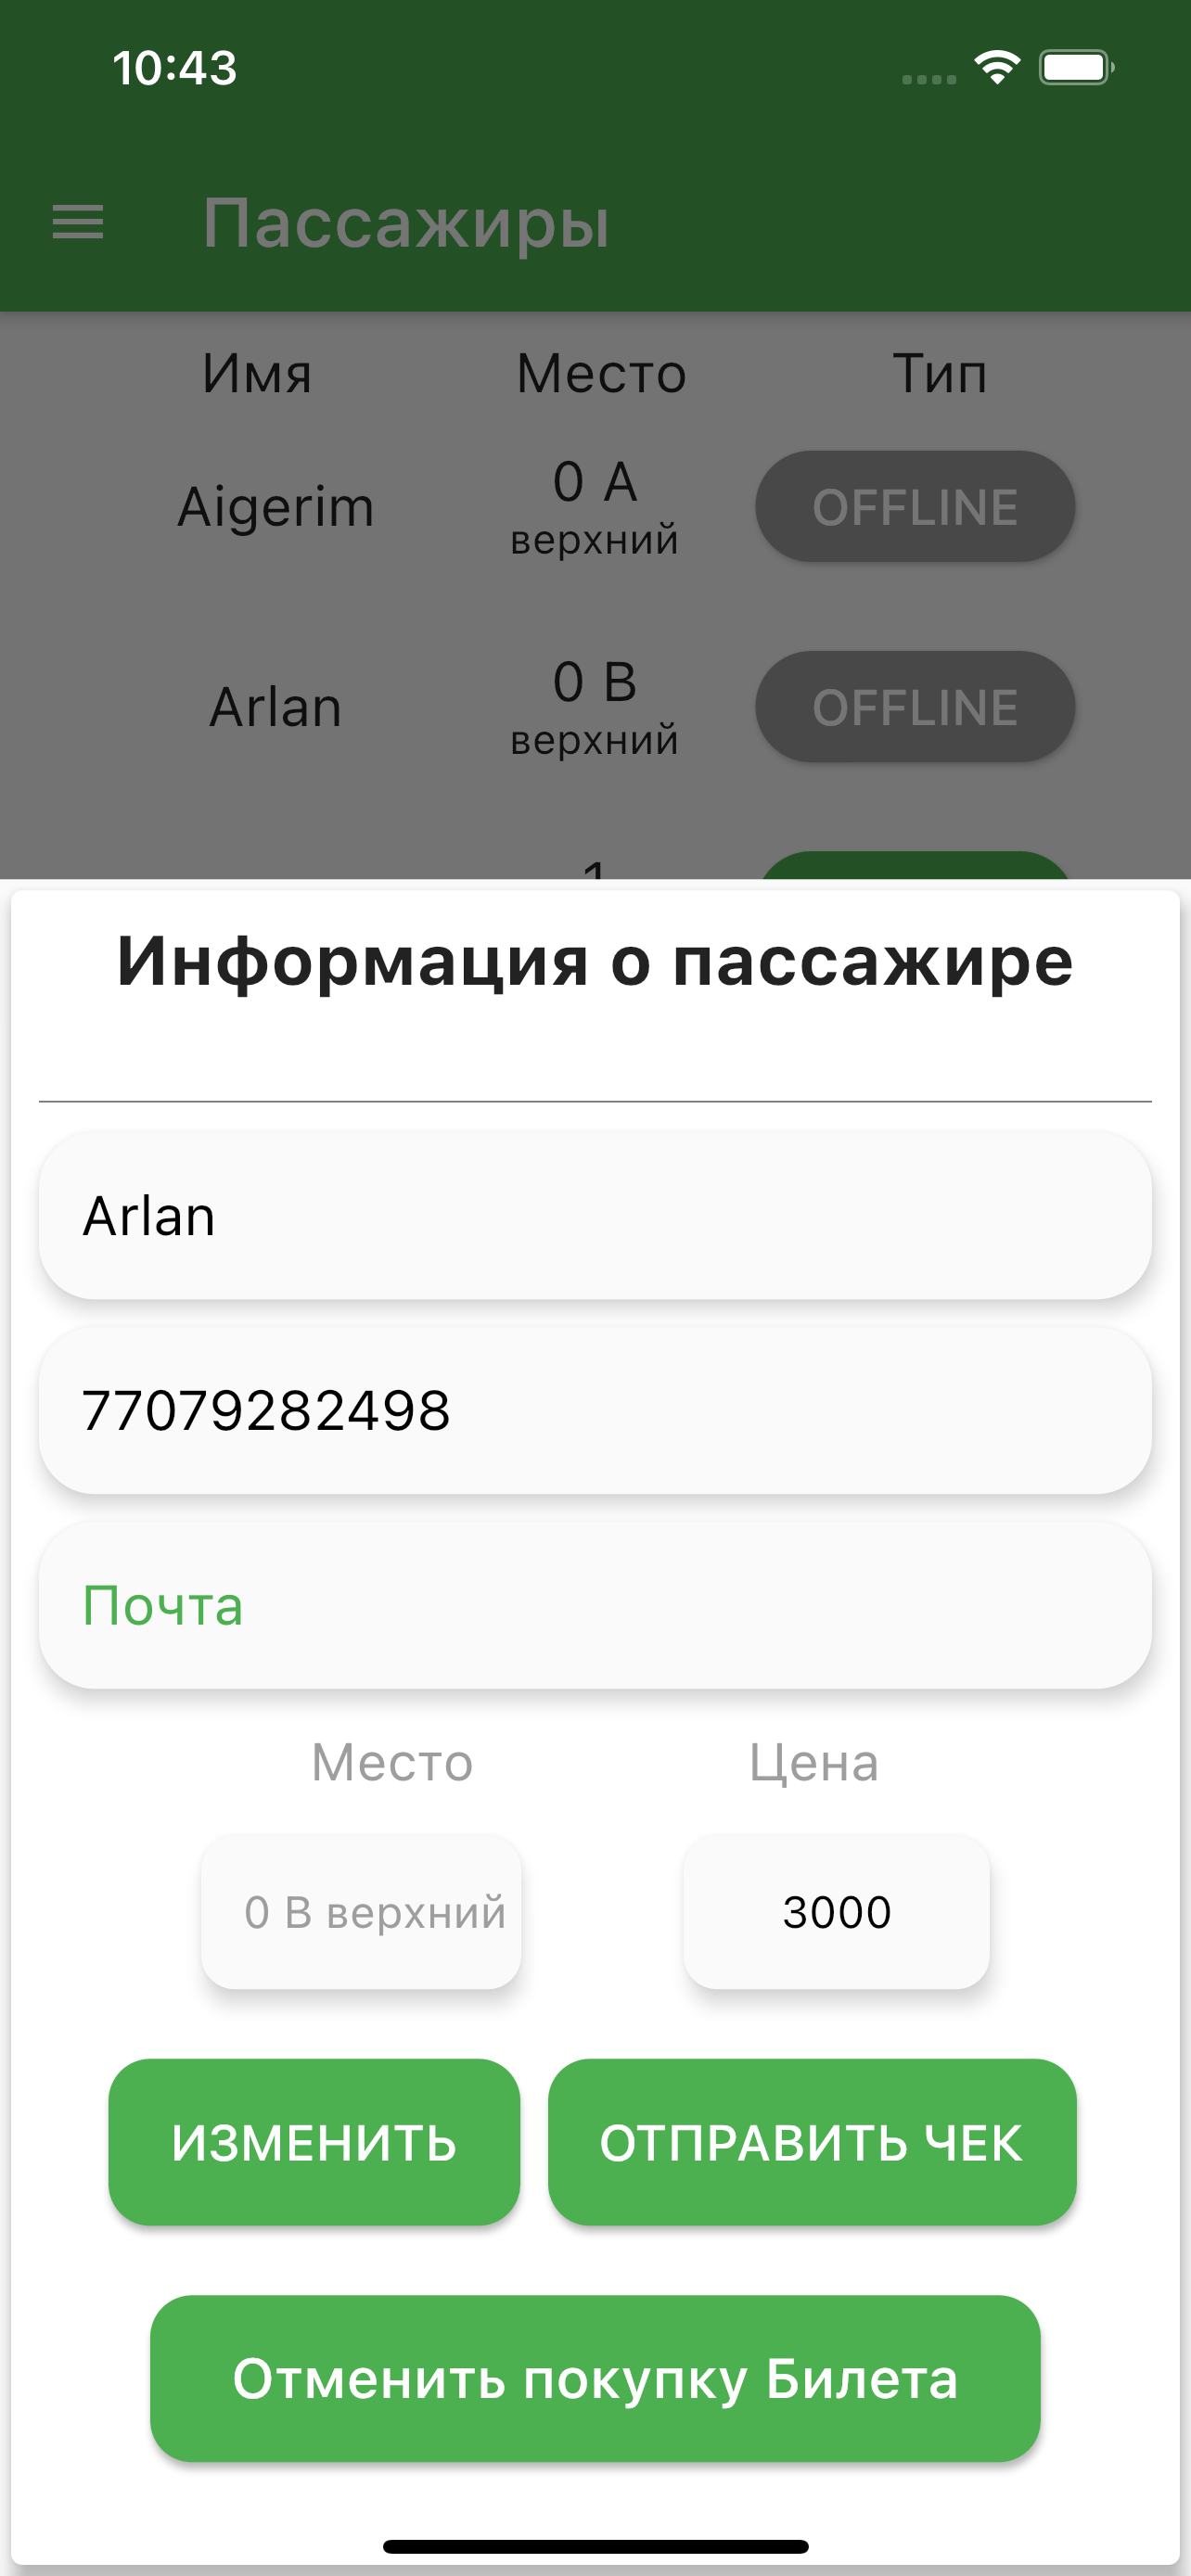 10:43
Пассажиры
Имя Место Тип
0 A
Aigerim OFFLINE
верхний
0 B
Arlan OFFLINE
верхний
1
Информация о пассажире
Arlan
77079282498
Почта
Место Цена
0 B верхний 3000
ИЗМЕНИТЬ ОТПРАВИТЬ ЧЕК
Отменить покупку Билета